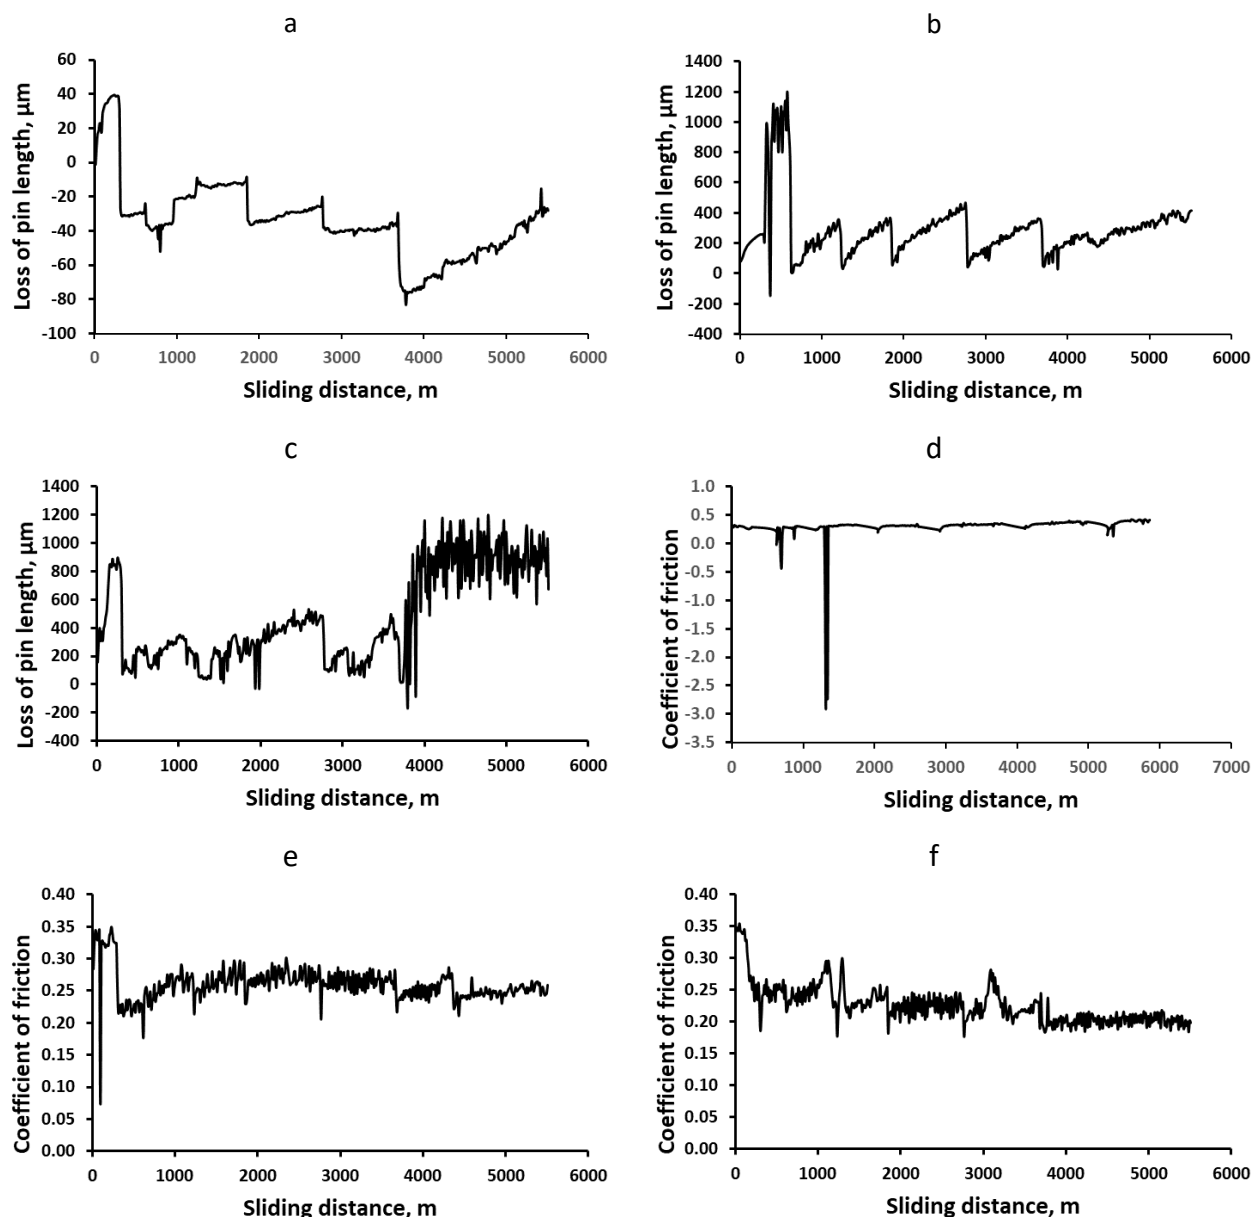 a
60
40
20
0
-20
-40
-60
-80
-100
Loss of pin length, µm
0 1000 2000 3000 4000 5000 6000
Sliding distance, m
b
1400
1200
1000
800
600
400
200
0
-200
-400
Loss of pin length, µm
0 1000 2000 3000 4000 5000 6000
Sliding distance, m
c
1400
1200
1000
800
600
400
200
0
-200
-400
Loss of pin length, µm
0 1000 2000 3000 4000 5000 6000
Sliding distance, m
d
1.0
0.5
0.0
-0.5
-1.0
-1.5
-2.0
-2.5
-3.0
-3.5
Coefficient of friction
0 1000 2000 3000 4000 5000 6000 7000
Sliding distance, m
e
0.40
0.35
0.30
0.25
0.20
0.15
0.10
0.05
0.00
Coefficient of friction
0 1000 2000 3000 4000 5000 6000
Sliding distance, m
f
0.40
0.35
0.30
0.25
0.20
0.15
0.10
0.05
0.00
Coefficient of friction
0 1000 2000 3000 4000 5000 6000
Sliding distance, m